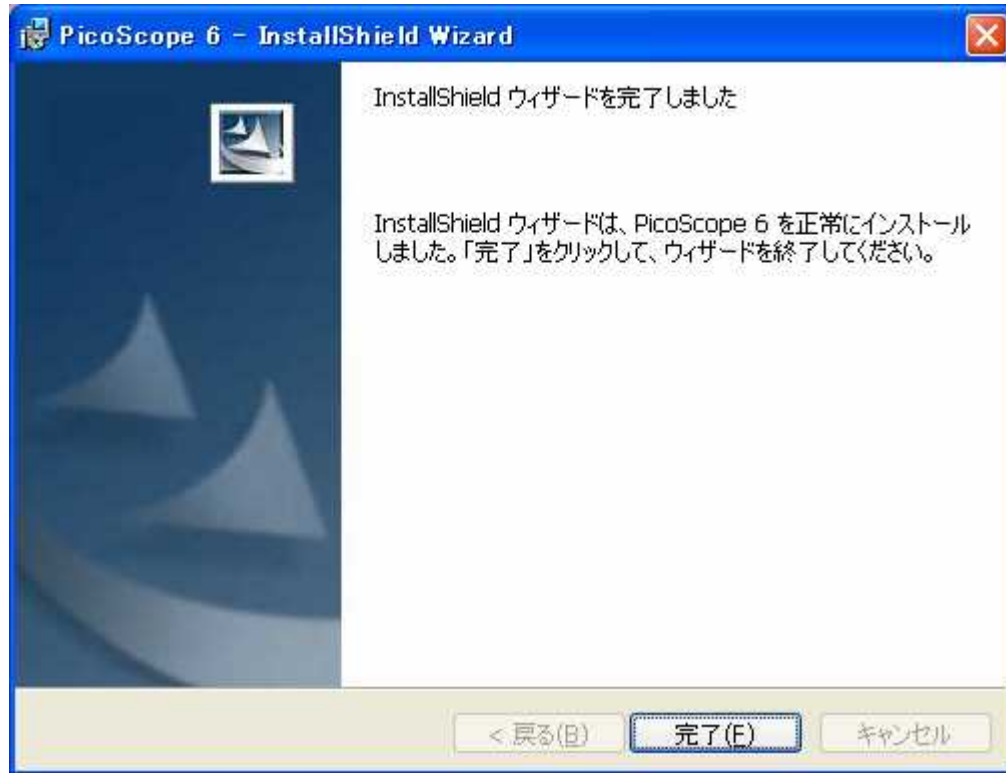 PicoScope 6 - InstallShield Wizard
InstallShield ウィザードを完了しました
InstallShield ウィザードは、PicoScope 6 を正常にインストール
しました。「完了」をクリックして、ウィザードを終了してください。
< 戻る(B) 完了(F) キャンセル